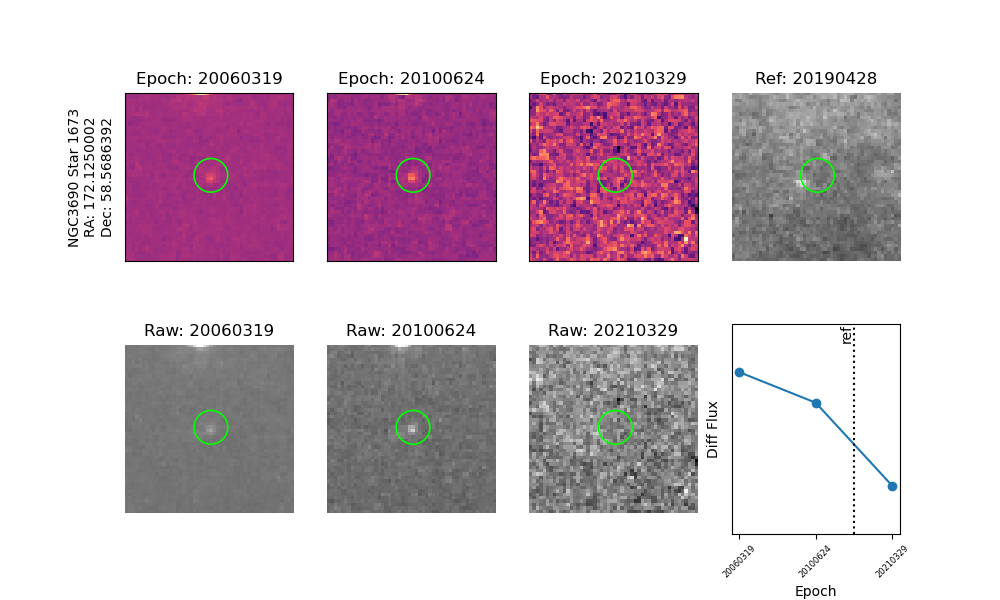 Epoch: 20060319
Epoch: 20100624
Epoch: 20210329
Ref: 20190428
NGC3690 Star 1673
RA: 172.1250002
Dec: 58.5686392
Raw: 20060319
Raw: 20100624
Raw: 20210329
ref
Diff Flux
20060319
20100624
20210329
Epoch